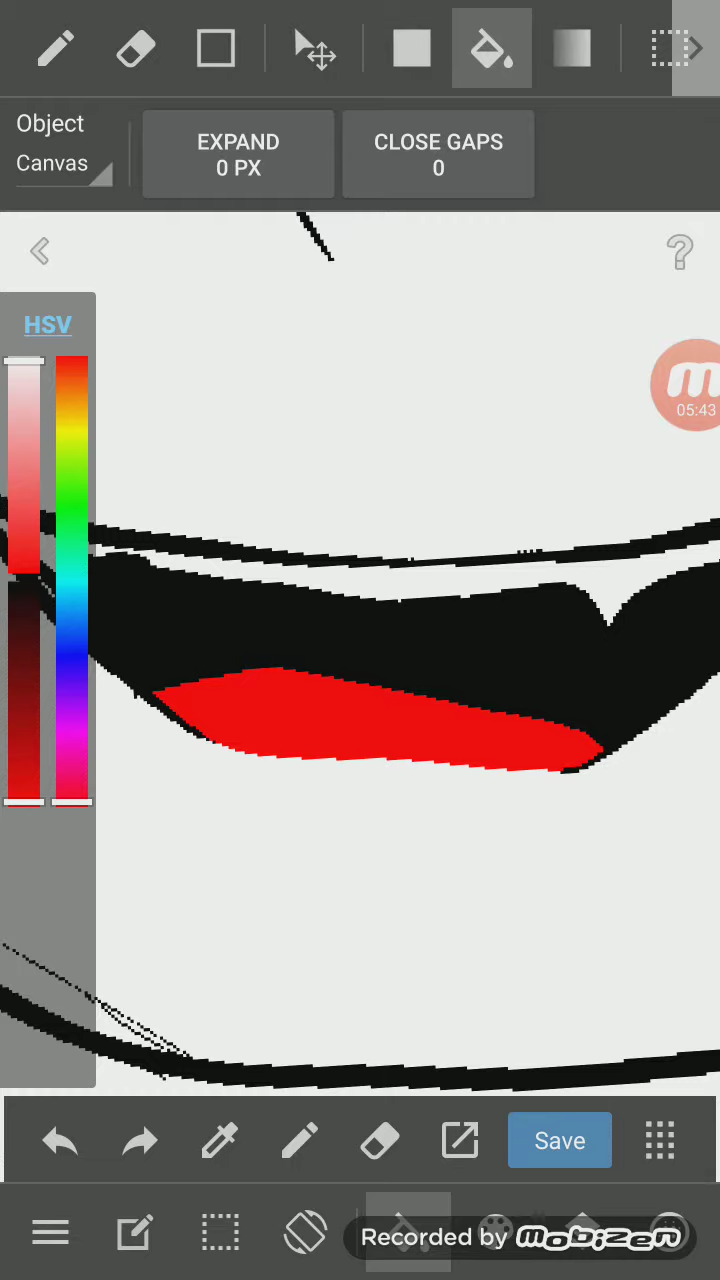 Object
Canvas
EXPAND
0 PX
CLOSE GAPS
0
?
HSV
m
05:43
Save
Recorded by mobizen